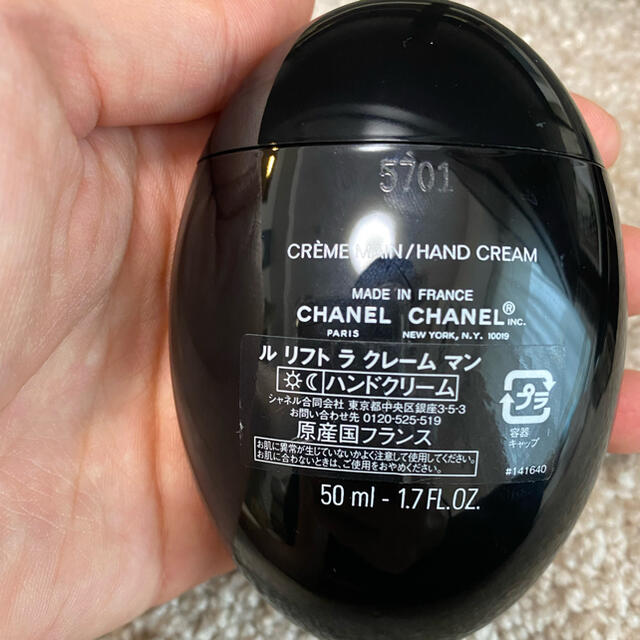 5701
CRÈME MAIN/HAND CREAM
MADE IN FRANCE
CHANEL CHANEL® INC.
PARIS NEW YORK, N.Y. 10019
ル リフト ラ クレーム マン
ハンドクリーム
シャネル合同会社 東京都中央区銀座3-5-3
お問い合わせ先 0120-525-519
原産国フランス
お肌に異常が生じていないかよく注意して使用してください。
お肌に合わないときは、ご使用をおやめください。
プラ
容器
キャップ
#141640
50 ml - 1.7 FL.OZ.